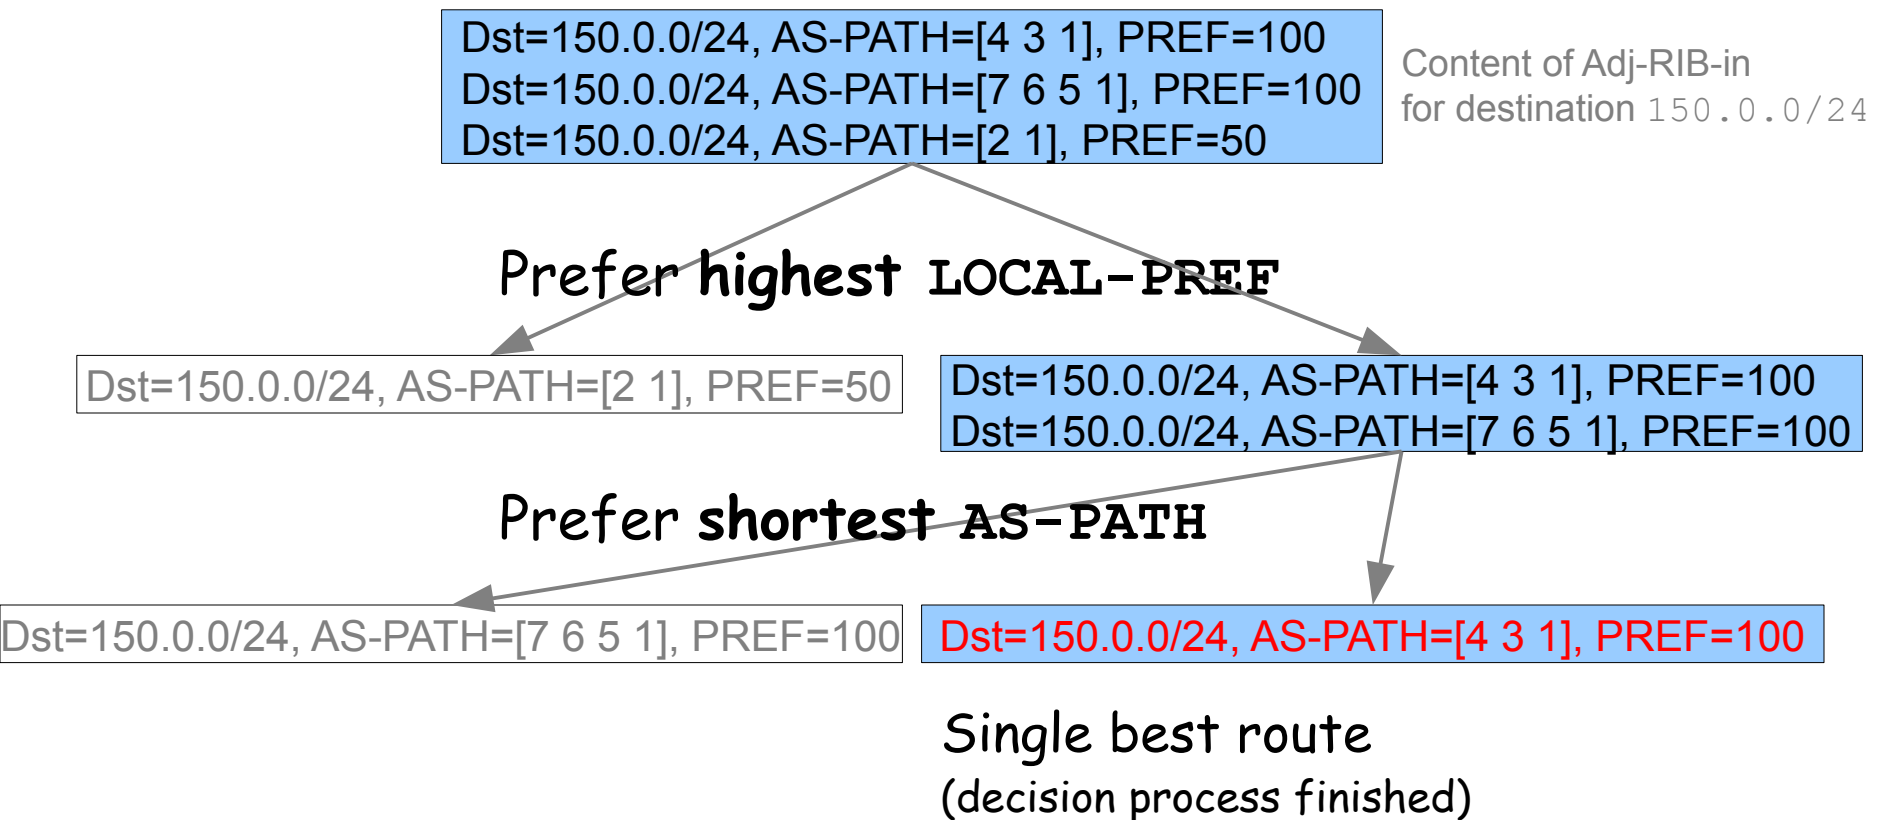 Dst=150.0.0/24, AS-PATH=[4 3 1], PREF=100
Dst=150.0.0/24, AS-PATH=[7 6 5 1], PREF=100
Dst=150.0.0/24, AS-PATH=[2 1], PREF=50
Content of Adj-RIB-in
for destination 150.0.0/24
Prefer highest LOCAL-PREF
Dst=150.0.0/24, AS-PATH=[2 1], PREF=50
Dst=150.0.0/24, AS-PATH=[4 3 1], PREF=100
Dst=150.0.0/24, AS-PATH=[7 6 5 1], PREF=100
Prefer shortest AS-PATH
Dst=150.0.0/24, AS-PATH=[7 6 5 1], PREF=100
Dst=150.0.0/24, AS-PATH=[4 3 1], PREF=100
Single best route
(decision process finished)